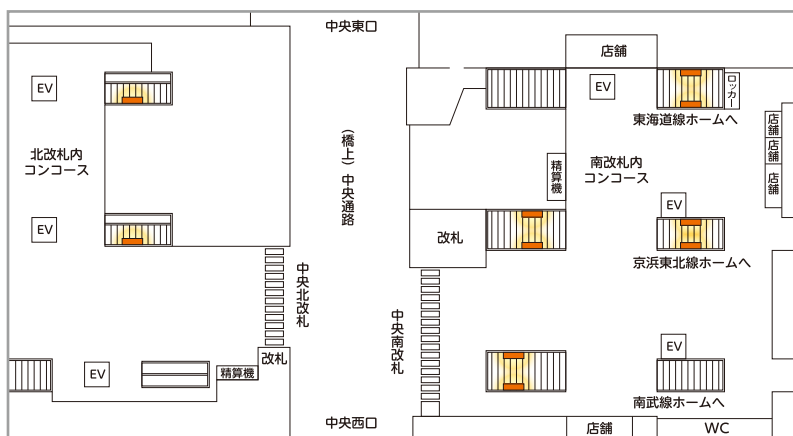 中央東口
店舗
EV
EV
ロッカー
東海道線ホームへ
店舗
店舗
店舗
北改札内
コンコース
(橋上)中央通路
精算機
南改札内
コンコース
EV
EV
改札
京浜東北線ホームへ
中央北改札
中央南改札
EV
改札
精算機
EV
南武線ホームへ
中央西口
店舗
WC